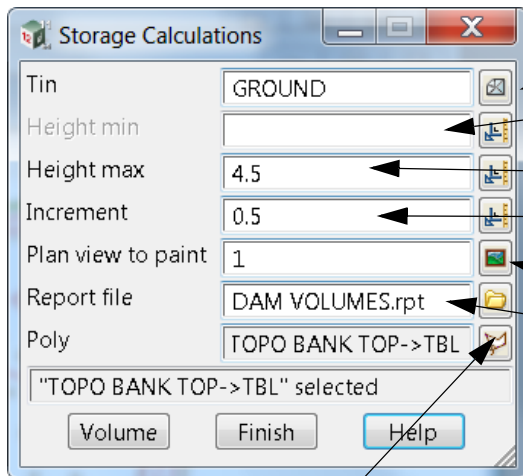 Storage Calculations
Tin GROUND
Height min
Height max 4.5
Increment 0.5
Plan view to paint 1
Report file DAM VOLUMES.rpt
Poly TOPO BANK TOP->TBL
"TOPO BANK TOP->TBL" selected
Volume Finish Help